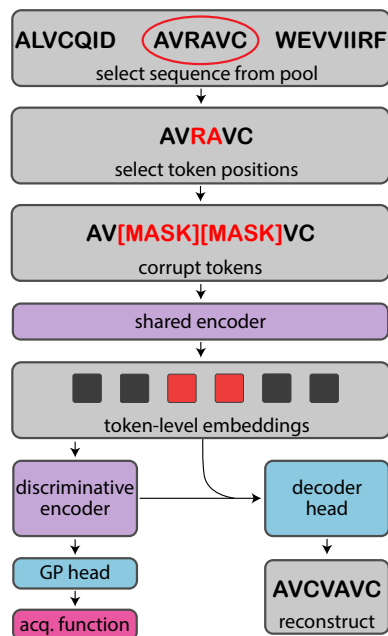 ALVCQID AVRAVC WEVVIIRF
select sequence from pool
AVRAVC
select token positions
AV[MASK][MASK]VC
corrupt tokens
shared encoder
token-level embeddings
discriminative
encoder
decoder
head
GP head
acq. function
AVCVAVC
reconstruct